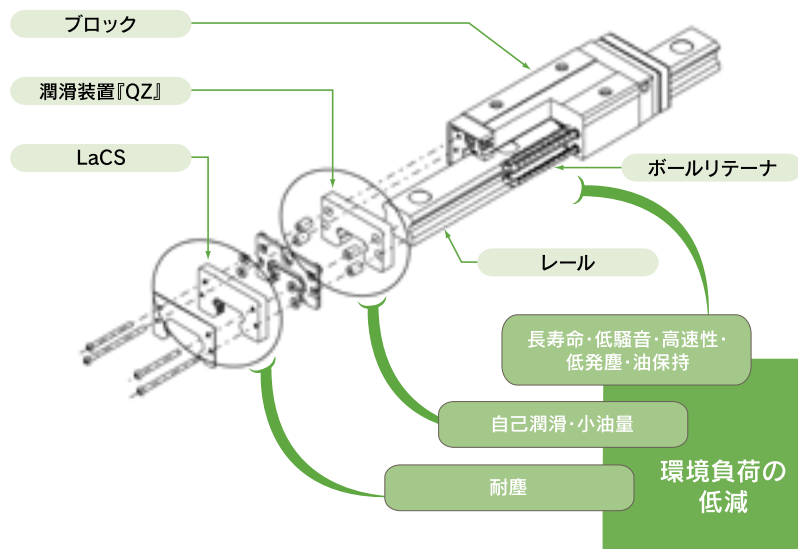 ブロック
潤滑装置『QZ』
LaCS
ボールリテーナ
レール
長寿命・低騒音・高速性・
低発塵・油保持
自己潤滑・小油量
耐塵
環境負荷の
低減